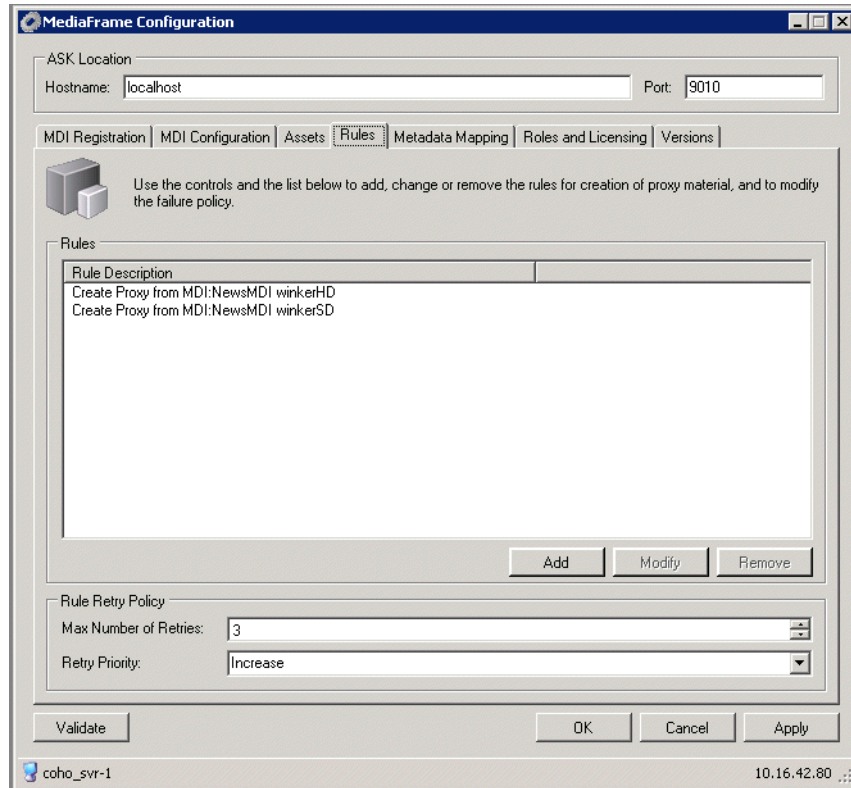 MediaFrame Configuration
ASK Location
Hostname: localhost Port: 9010
MDI Registration MDI Configuration Assets Rules Metadata Mapping Roles and Licensing Versions
Use the controls and the list below to add, change or remove the rules for creation of proxy material, and to modify
the failure policy.
Rules
Rule Description
Create Proxy from MDI:NewsMDI winkerHD
Create Proxy from MDI:NewsMDI winkerSD
Add Modify Remove
Rule Retry Policy
Max Number of Retries: 3
Retry Priority: Increase
Validate OK Cancel Apply
coho_svr-1 10.16.42.80